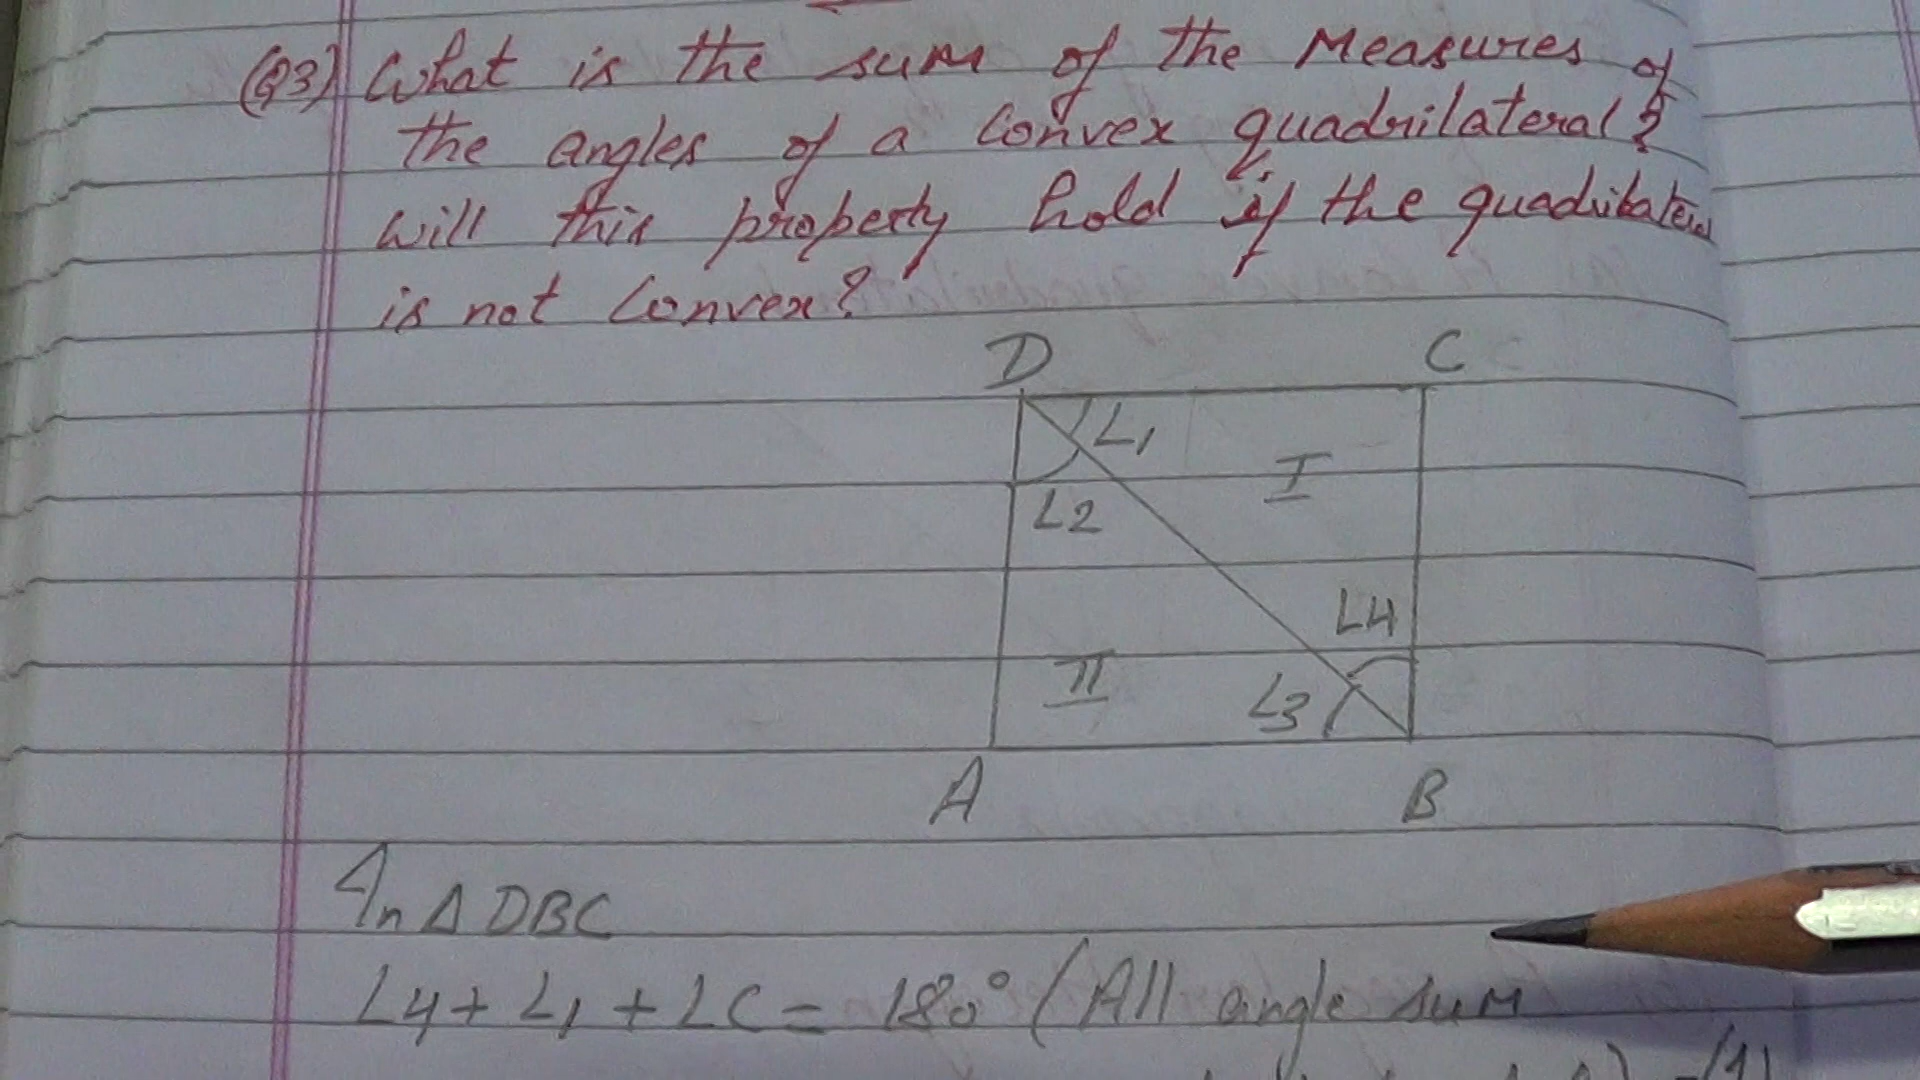 (Q3) What is the sum of the Measures of
the angles of a Convex quadrilateral?
Will this property hold if the quadrilateral
is not Convex?
D C
∠1
I
∠2
∠4
II
∠3
A B
In Δ DBC
∠4 + ∠1 + ∠C = 180° (All angle sum
-(1)